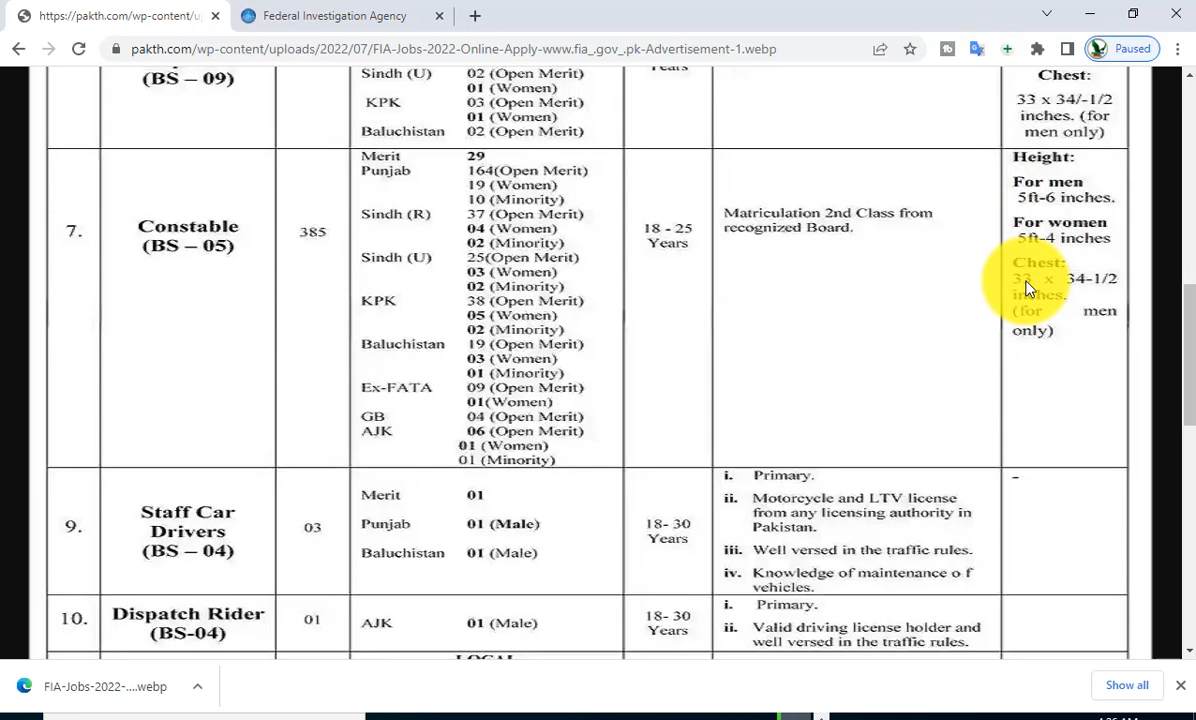 https://pakth.com/wp-content/u
Federal Investigation Agency
pakth.com/wp-content/uploads/2022/07/FIA-Jobs-2022-Online-Apply-www.fia_.gov_.pk-Advertisement-1.webp
Paused
(BS – 09)
Sindh (U) 02 (Open Merit)
01 (Women)
KPK 03 (Open Merit)
01 (Women)
Baluchistan 02 (Open Merit)
Years
Chest:
33 x 34/-1/2
inches. (for
men only)
7.
Constable
(BS – 05)
385
Merit 29
Punjab 164(Open Merit)
19 (Women)
10 (Minority)
Sindh (R) 37 (Open Merit)
04 (Women)
02 (Minority)
Sindh (U) 25(Open Merit)
03 (Women)
02 (Minority)
KPK 38 (Open Merit)
05 (Women)
02 (Minority)
Baluchistan 19 (Open Merit)
03 (Women)
01 (Minority)
Ex-FATA 09 (Open Merit)
01(Women)
GB 04 (Open Merit)
AJK 06 (Open Merit)
01 (Women)
01 (Minority)
18 - 25
Years
Matriculation 2nd Class from
recognized Board.
Height:
For men
5ft-6 inches.
For women
5ft-4 inches
Chest:
33 x 34-1/2
inches.
(for men
only)
9.
Staff Car
Drivers
(BS – 04)
03
Merit 01
Punjab 01 (Male)
Baluchistan 01 (Male)
18- 30
Years
i. Primary.
ii. Motorcycle and LTV license
from any licensing authority in
Pakistan.
iii. Well versed in the traffic rules.
iv. Knowledge of maintenance o f
vehicles.
-
10.
Dispatch Rider
(BS-04)
01
AJK 01 (Male)
18- 30
Years
i. Primary.
ii. Valid driving license holder and
well versed in the traffic rules.
LOCAL
FIA-Jobs-2022-....webp
Show all